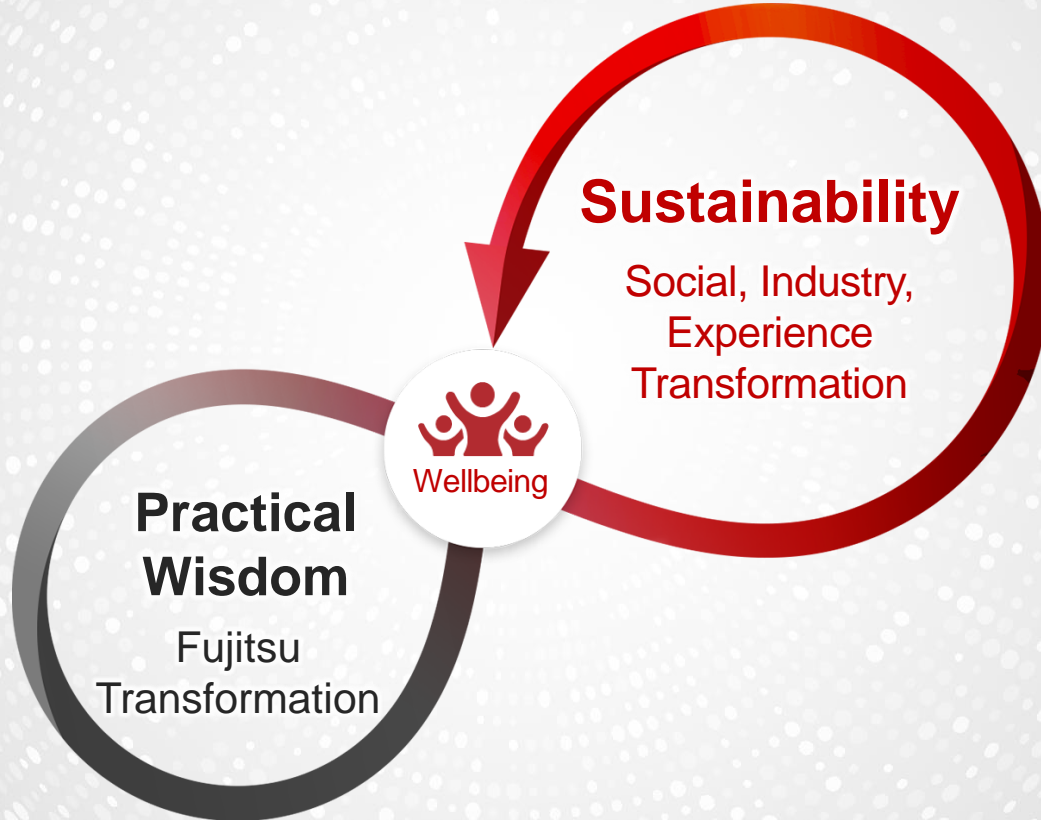 Sustainability
Social, Industry,
Experience
Transformation
Wellbeing
Practical
Wisdom
Fujitsu
Transformation